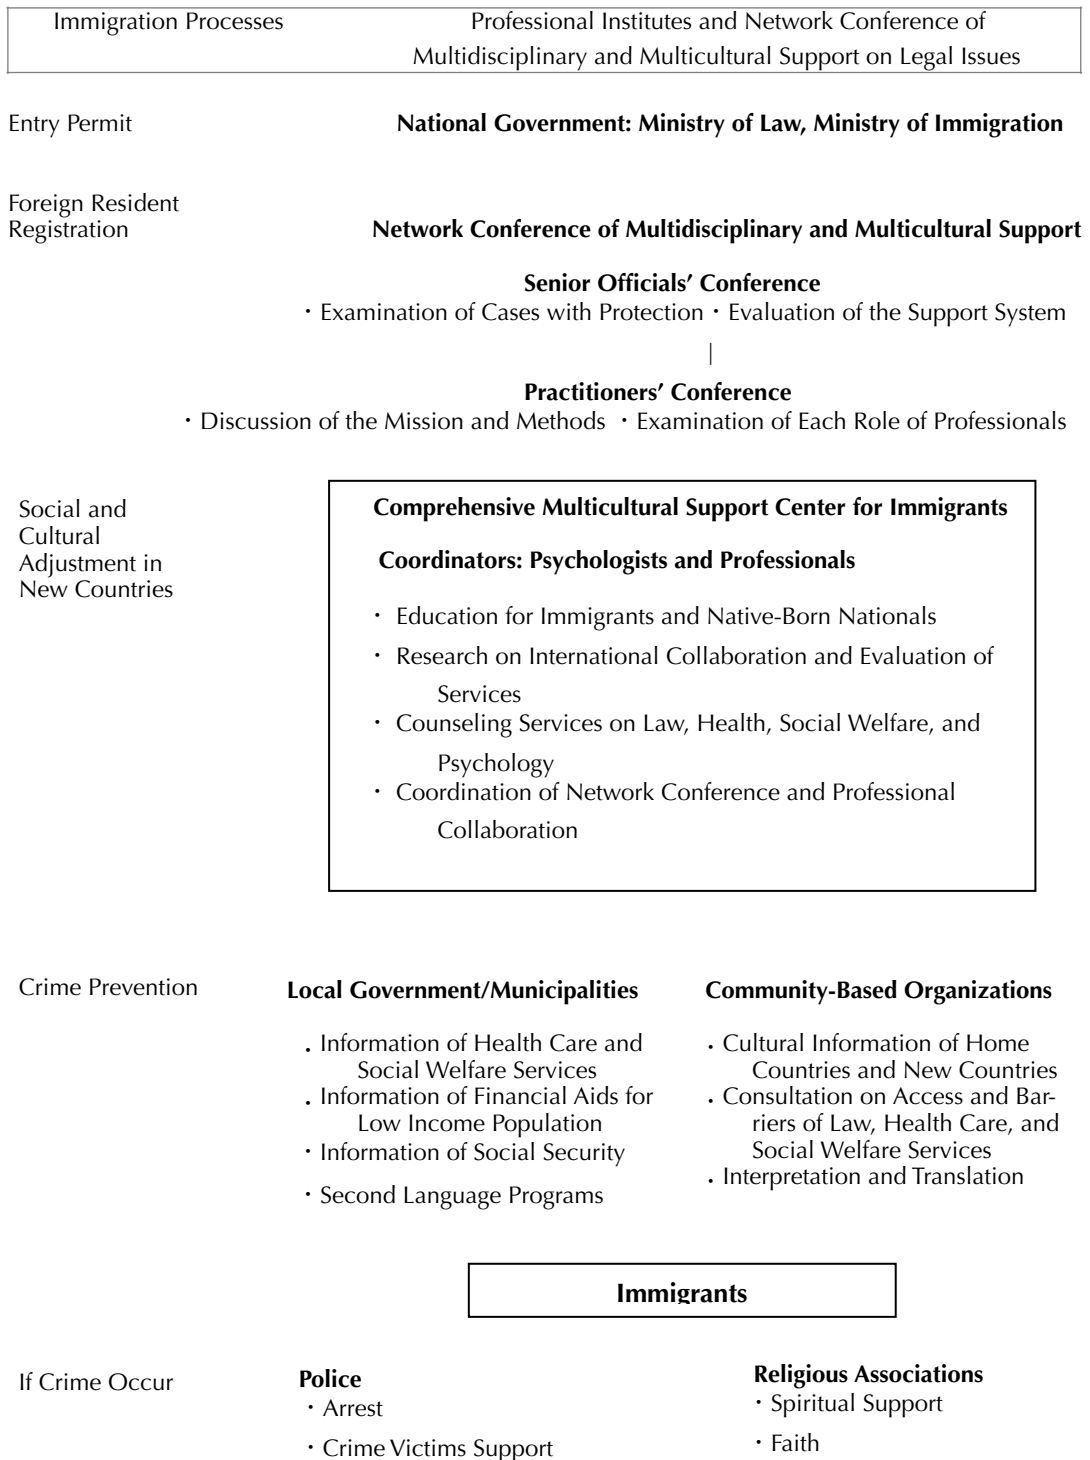 Immigration Processes Professional Institutes and Network Conference of
Multidisciplinary and Multicultural Support on Legal Issues
Entry Permit National Government: Ministry of Law, Ministry of Immigration
Foreign Resident
Registration Network Conference of Multidisciplinary and Multicultural Support
Senior Officials’ Conference
・Examination of Cases with Protection・Evaluation of the Support System
|
Practitioners’ Conference
・Discussion of the Mission and Methods ・Examination of Each Role of Professionals
Social and
Cultural
Adjustment in
New Countries
Comprehensive Multicultural Support Center for Immigrants
Coordinators: Psychologists and Professionals
・ Education for Immigrants and Native-Born Nationals
・ Research on International Collaboration and Evaluation of
Services
・ Counseling Services on Law, Health, Social Welfare, and
Psychology
・ Coordination of Network Conference and Professional
Collaboration
Crime Prevention
Local Government/Municipalities
・Information of Health Care and
Social Welfare Services
・Information of Financial Aids for
Low Income Population
・Information of Social Security
・Second Language Programs
Community-Based Organizations
・Cultural Information of Home
Countries and New Countries
・Consultation on Access and Bar-
riers of Law, Health Care, and
Social Welfare Services
・Interpretation and Translation
Immigrants
If Crime Occur
Police
・Arrest
・Crime Victims Support
Religious Associations
・Spiritual Support
・Faith